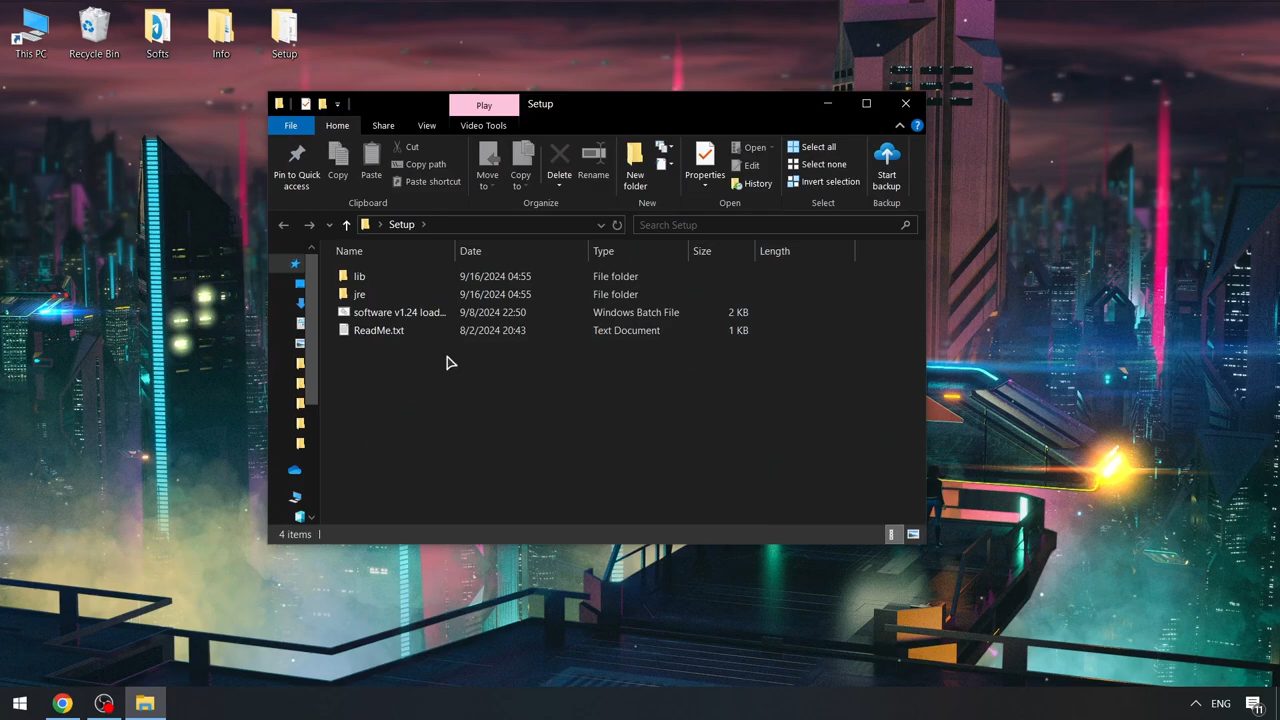 This PC
Recycle Bin
Softs
Info
Setup
Play
Setup
File
Home
Share
View
Video Tools
Pin to Quick
access
Copy
Paste
Cut
Copy path
Paste shortcut
Clipboard
Move
to
Copy
to
Delete
Rename
Organize
New
folder
New
Properties
Open
Edit
History
Open
Select all
Select none
Invert selection
Select
Start
backup
Backup
Setup
Search Setup
Name Date Type Size Length
lib 9/16/2024 04:55 File folder
jre 9/16/2024 04:55 File folder
software v1.24 load... 9/8/2024 22:50 Windows Batch File 2 KB
ReadMe.txt 8/2/2024 20:43 Text Document 1 KB
4 items
ENG
11